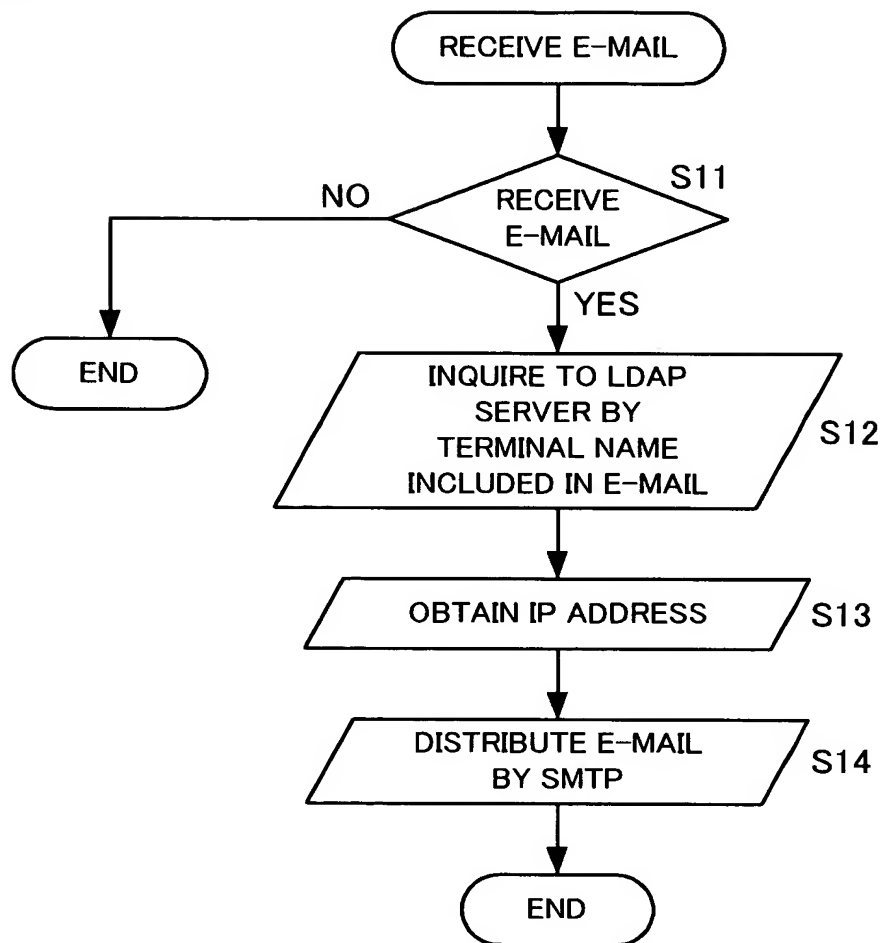 RECEIVE E-MAIL
S11
NO
RECEIVE
E-MAIL
YES
END
INQUIRE TO LDAP
SERVER BY
TERMINAL NAME
INCLUDED IN E-MAIL
S12
OBTAIN IP ADDRESS
S13
DISTRIBUTE E-MAIL
BY SMTP
S14
END